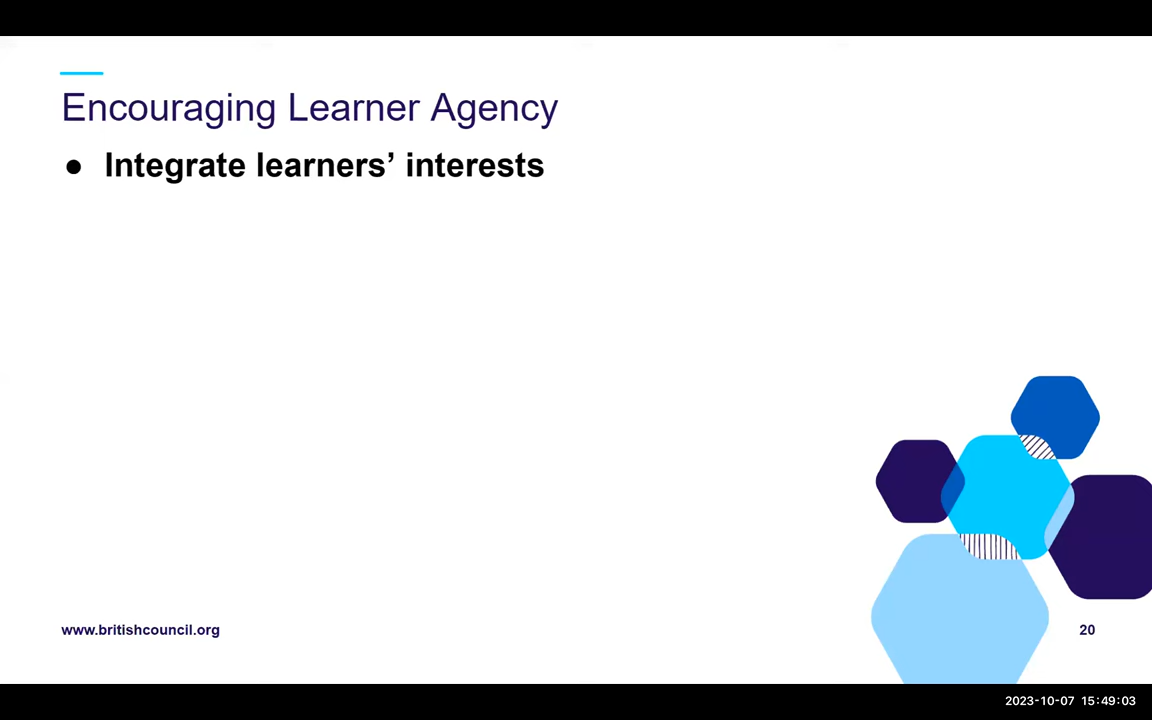 Encouraging Learner Agency
● Integrate learners’ interests
www.britishcouncil.org
20
2023-10-07 15:49:03